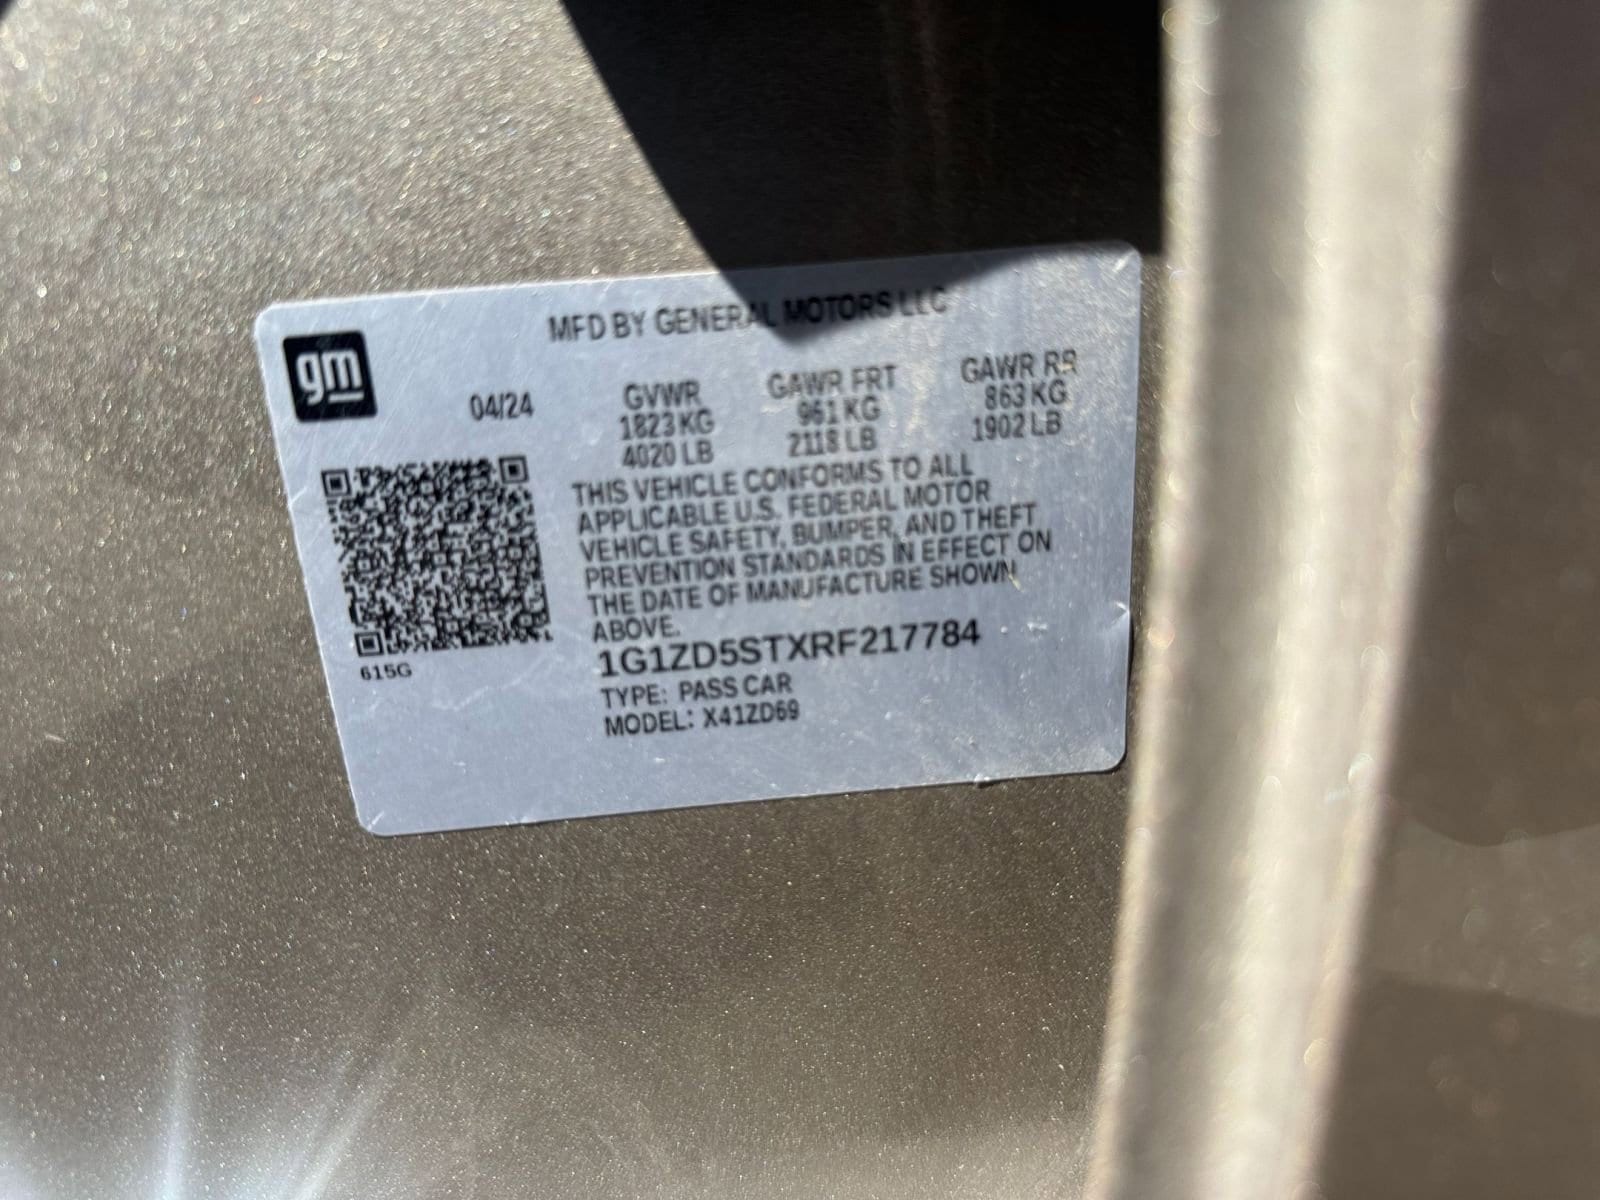 MFD BY GENERAL MOTORS LLC
gm
04/24
GVWR
1823 KG
4020 LB
GAWR FRT
961 KG
2118 LB
GAWR RR
863 KG
1902 LB
THIS VEHICLE CONFORMS TO ALL
APPLICABLE U.S. FEDERAL MOTOR
VEHICLE SAFETY, BUMPER, AND THEFT
PREVENTION STANDARDS IN EFFECT ON
THE DATE OF MANUFACTURE SHOWN
ABOVE.
1G1ZD5STXRF217784
TYPE: PASS CAR
MODEL: X41ZD69
615G